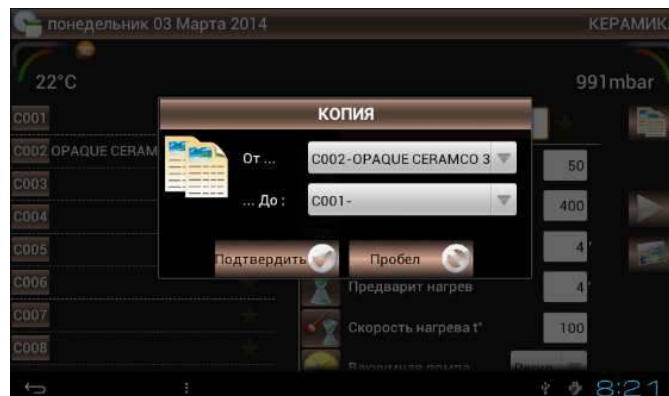 понедельник 03 Марта 2014 КЕРАМИК
22°C 991mbar
C001
КОПИЯ
C002 OPAQUE CERAM
От ... C002-OPAQUE CERAMCO 3
50
C003
... До : C001-
400
C004
C005
Подтвердить Пробел
4'
C006
Предварит нагрев 4'
C007
Скорость нагрева t° 100
C008
Вакуумная помпа
8:21